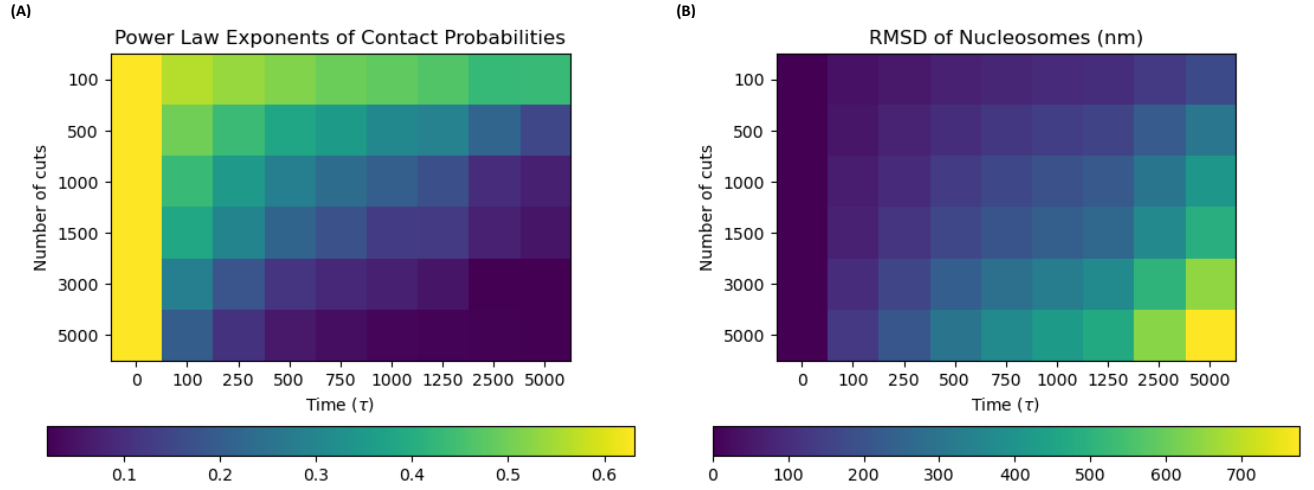 (A)
Power Law Exponents of Contact Probabilities
Number of cuts
100
500
1000
1500
3000
5000
0 100 250 500 750 1000 1250 2500 5000
Time (τ)
0.1 0.2 0.3 0.4 0.5 0.6
(B)
RMSD of Nucleosomes (nm)
Number of cuts
100
500
1000
1500
3000
5000
0 100 250 500 750 1000 1250 2500 5000
Time (τ)
0 100 200 300 400 500 600 700